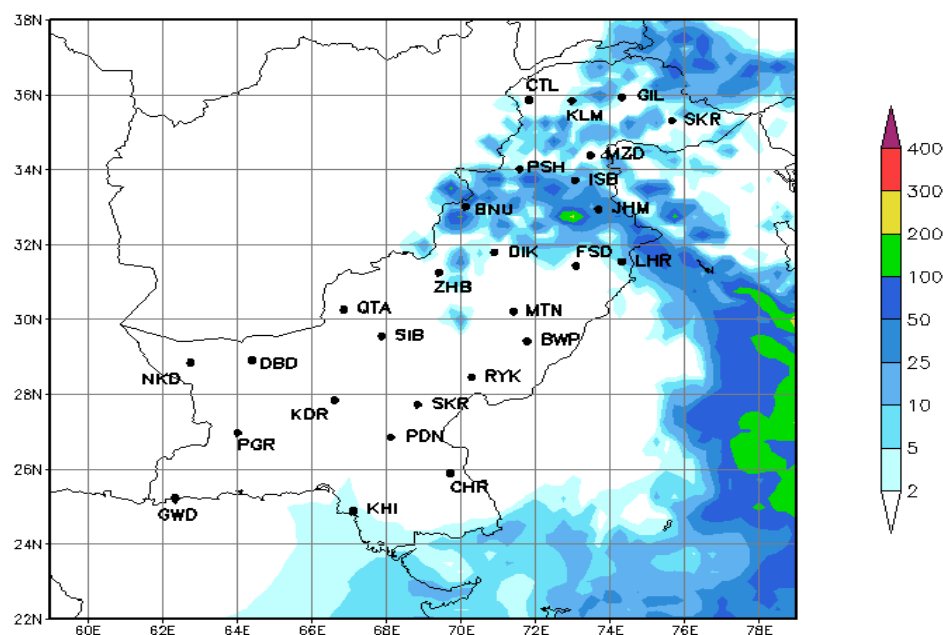 38N
36N
34N
32N
30N
28N
26N
24N
22N
CTL
KLM
GIL
SKR
MZD
PSH
ISB
BNU
JHM
DIK
FSD
LHR
ZHB
QTA
MTN
SIB
BWP
DBD
NKD
RYK
KDR
SKR
PGR
PDN
CHR
GWD
KHI
60E 62E 64E 66E 68E 70E 72E 74E 76E 78E
400
300
200
100
50
25
10
5
2